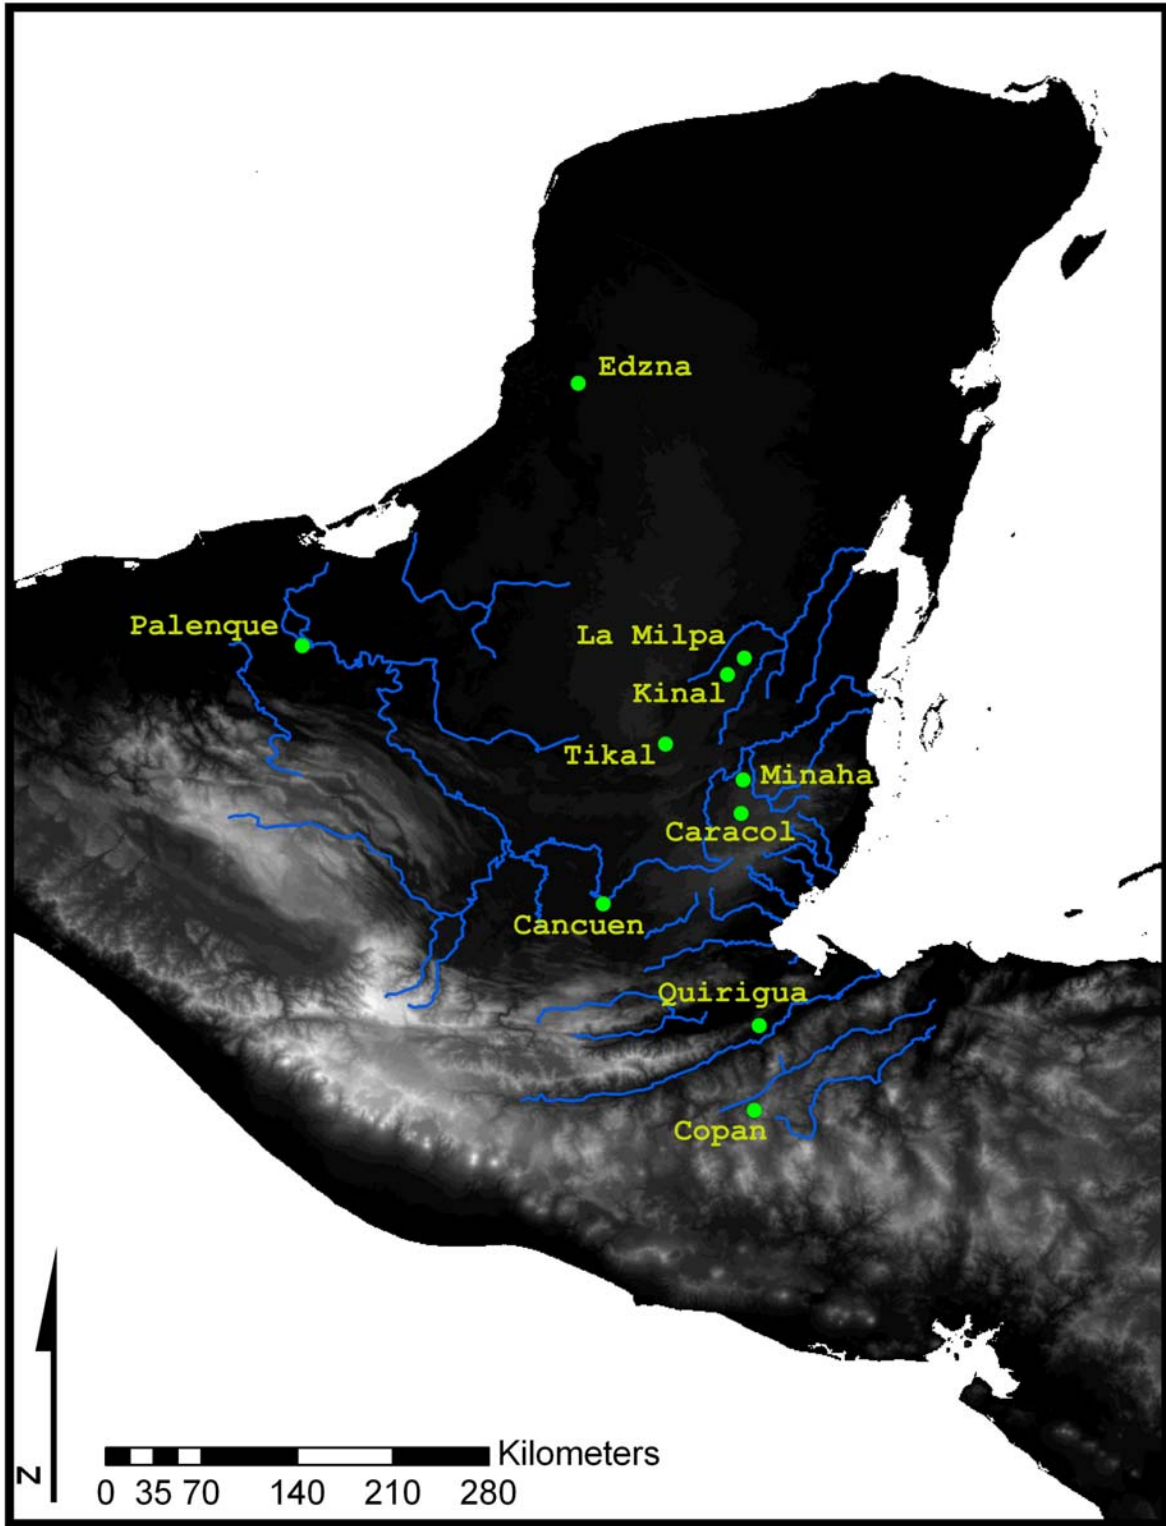 Edzna
Palenque
La Milpa
Kinal
Tikal
Minaha
Caracol
Cancuen
Quirigua
Copan
N
Kilometers
0 35 70 140 210 280